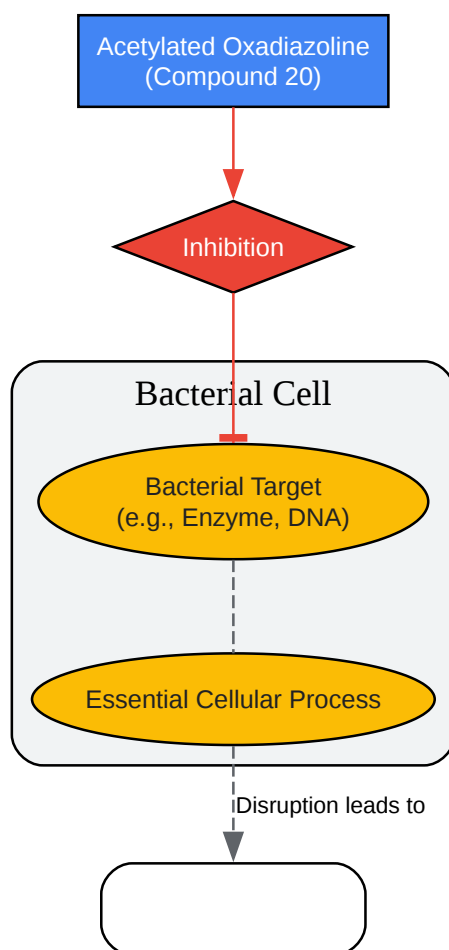 Acetylated Oxadiazoline
(Compound 20)
Inhibition
Bacterial Cell
Bacterial Target
(e.g., Enzyme, DNA)
Essential Cellular Process
Disruption leads to